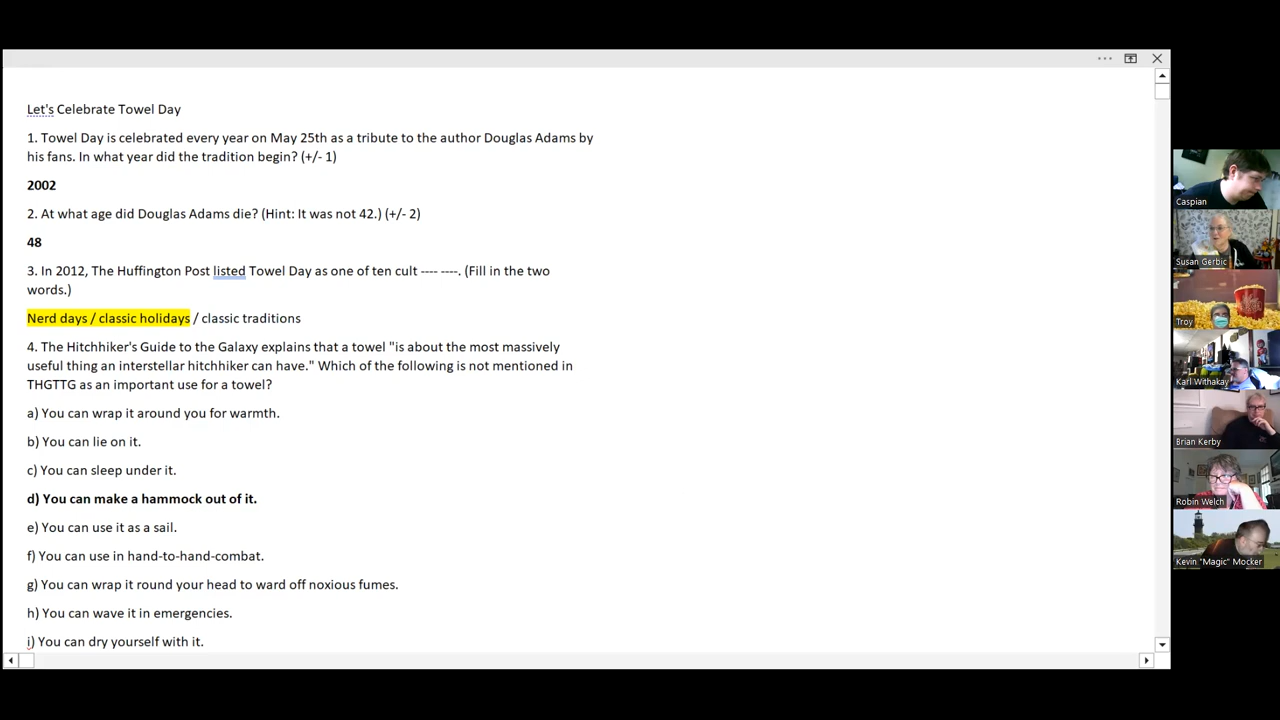 Let's Celebrate Towel Day
1. Towel Day is celebrated every year on May 25th as a tribute to the author Douglas Adams by
his fans. In what year did the tradition begin? (+/- 1)
2002
2. At what age did Douglas Adams die? (Hint: It was not 42.) (+/- 2)
48
3. In 2012, The Huffington Post listed Towel Day as one of ten cult ---- ----. (Fill in the two
words.)
Nerd days / classic holidays / classic traditions
4. The Hitchhiker's Guide to the Galaxy explains that a towel "is about the most massively
useful thing an interstellar hitchhiker can have." Which of the following is not mentioned in
THGTTG as an important use for a towel?
a) You can wrap it around you for warmth.
b) You can lie on it.
c) You can sleep under it.
d) You can make a hammock out of it.
e) You can use it as a sail.
f) You can use in hand-to-hand-combat.
g) You can wrap it round your head to ward off noxious fumes.
h) You can wave it in emergencies.
i) You can dry yourself with it.
Caspian
Susan Gerbic
Troy
Karl Withakay
Brian Kerby
Robin Welch
Kevin "Magic" Mocker